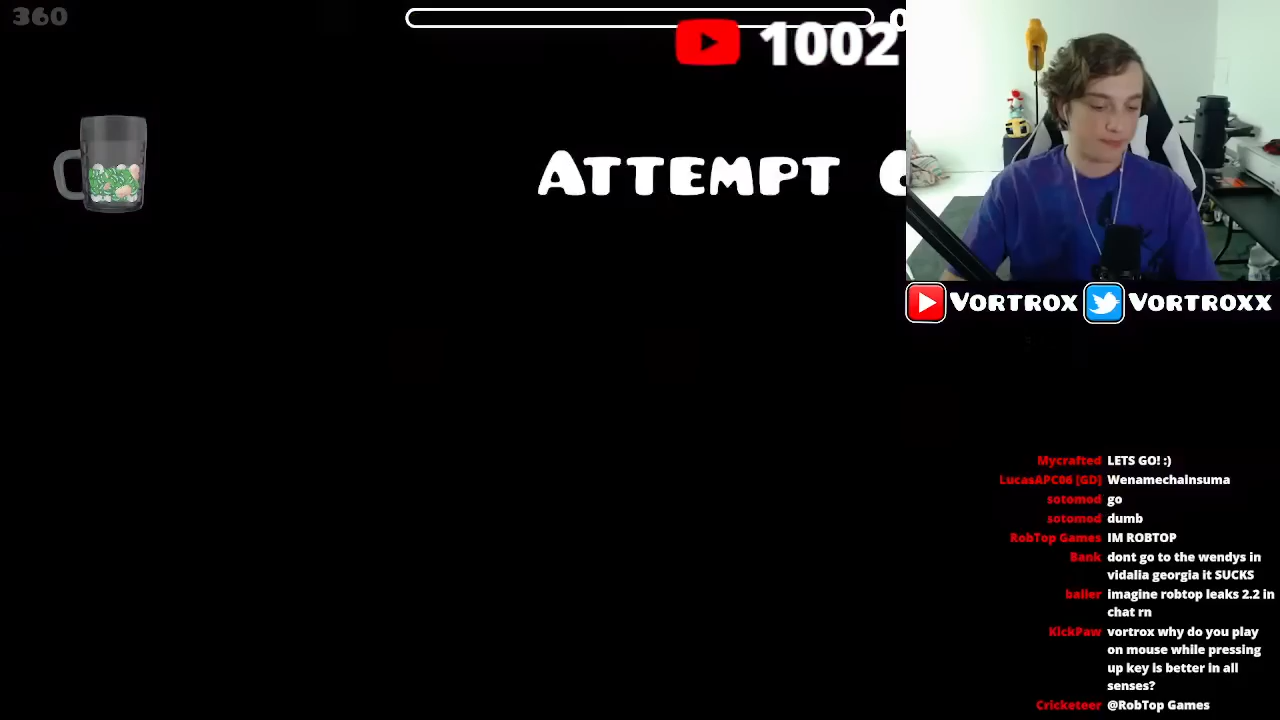 360
1002
ATTEMPT
VORTROX VORTROXX
Mycrafted LETS GO! :)
LucasAPC06 [GD] Wenamechainsuma
sotomod go
sotomod dumb
RobTop Games IM ROBTOP
Bank dont go to the wendys in
vidalia georgia it SUCKS
baller imagine robtop leaks 2.2 in
chat rn
KickPaw vortrox why do you play
on mouse while pressing
up key is better in all
senses?
Cricketeer @RobTop Games